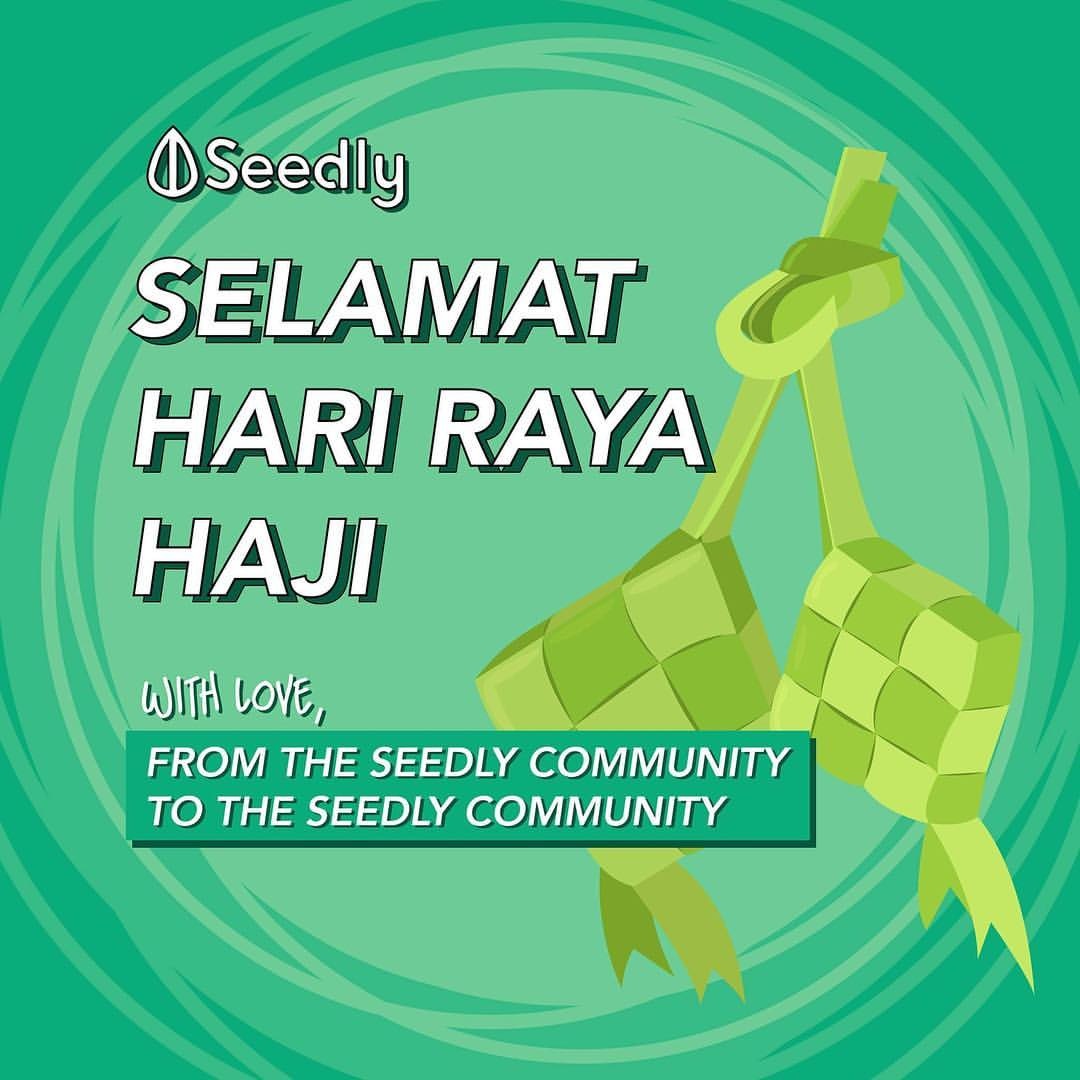 Seedly
SELAMAT
HARI RAYA
HAJI
WITH LOVE,
FROM THE SEEDLY COMMUNITY
TO THE SEEDLY COMMUNITY